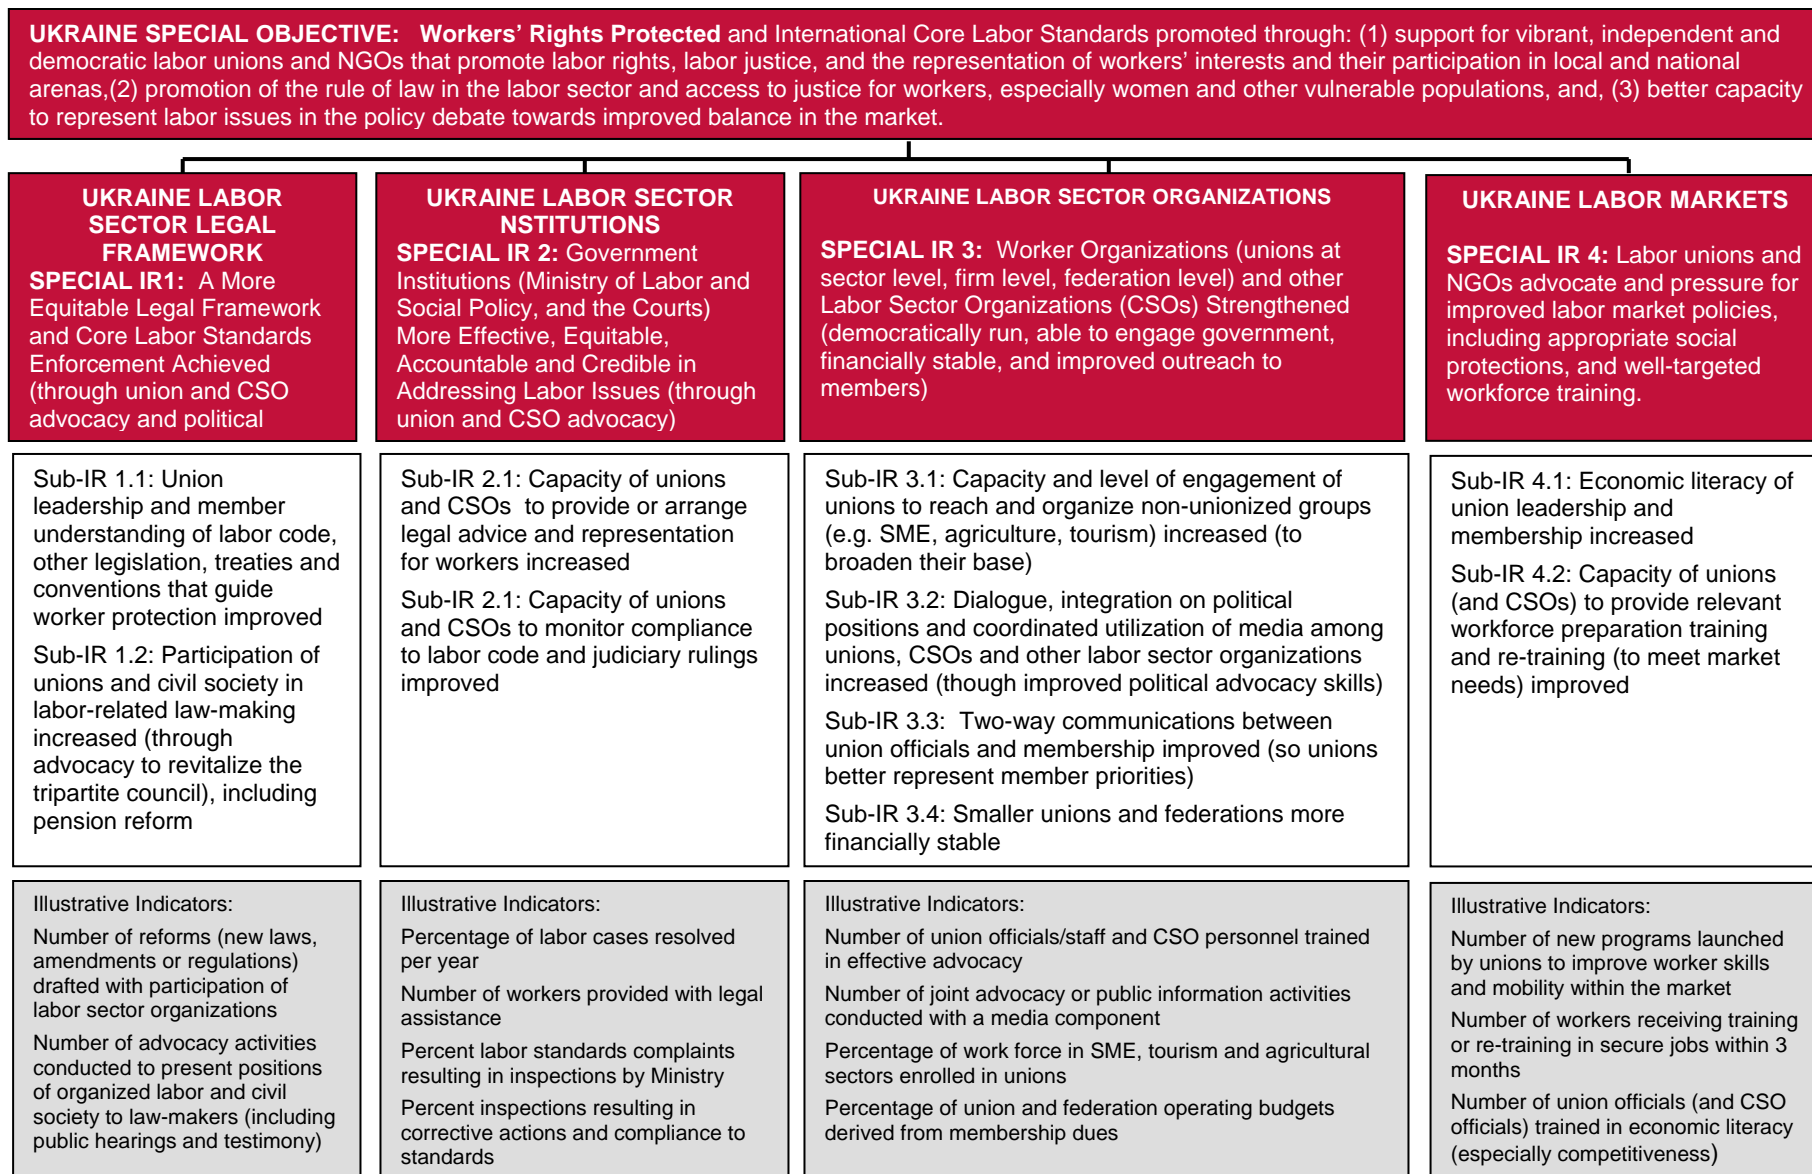 UKRAINE SPECIAL OBJECTIVE: Workers’ Rights Protected and International Core Labor Standards promoted through: (1) support for vibrant, independent and
democratic labor unions and NGOs that promote labor rights, labor justice, and the representation of workers’ interests and their participation in local and national
arenas,(2) promotion of the rule of law in the labor sector and access to justice for workers, especially women and other vulnerable populations, and, (3) better capacity
to represent labor issues in the policy debate towards improved balance in the market.
UKRAINE LABOR
SECTOR LEGAL
FRAMEWORK
SPECIAL IR1: A More
Equitable Legal Framework
and Core Labor Standards
Enforcement Achieved
(through union and CSO
advocacy and political
UKRAINE LABOR SECTOR
NSTITUTIONS
SPECIAL IR 2: Government
Institutions (Ministry of Labor and
Social Policy, and the Courts)
More Effective, Equitable,
Accountable and Credible in
Addressing Labor Issues (through
union and CSO advocacy)
UKRAINE LABOR SECTOR ORGANIZATIONS
SPECIAL IR 3: Worker Organizations (unions at
sector level, firm level, federation level) and other
Labor Sector Organizations (CSOs) Strengthened
(democratically run, able to engage government,
financially stable, and improved outreach to
members)
UKRAINE LABOR MARKETS
SPECIAL IR 4: Labor unions and
NGOs advocate and pressure for
improved labor market policies,
including appropriate social
protections, and well-targeted
workforce training.
Sub-IR 1.1: Union
leadership and member
understanding of labor code,
other legislation, treaties and
conventions that guide
worker protection improved
Sub-IR 1.2: Participation of
unions and civil society in
labor-related law-making
increased (through
advocacy to revitalize the
tripartite council), including
pension reform
Sub-IR 2.1: Capacity of unions
and CSOs to provide or arrange
legal advice and representation
for workers increased
Sub-IR 2.1: Capacity of unions
and CSOs to monitor compliance
to labor code and judiciary rulings
improved
Sub-IR 3.1: Capacity and level of engagement of
unions to reach and organize non-unionized groups
(e.g. SME, agriculture, tourism) increased (to
broaden their base)
Sub-IR 3.2: Dialogue, integration on political
positions and coordinated utilization of media among
unions, CSOs and other labor sector organizations
increased (though improved political advocacy skills)
Sub-IR 3.3: Two-way communications between
union officials and membership improved (so unions
better represent member priorities)
Sub-IR 3.4: Smaller unions and federations more
financially stable
Sub-IR 4.1: Economic literacy of
union leadership and
membership increased
Sub-IR 4.2: Capacity of unions
(and CSOs) to provide relevant
workforce preparation training
and re-training (to meet market
needs) improved
Illustrative Indicators:
Number of reforms (new laws,
amendments or regulations)
drafted with participation of
labor sector organizations
Number of advocacy activities
conducted to present positions
of organized labor and civil
society to law-makers (including
public hearings and testimony)
Illustrative Indicators:
Percentage of labor cases resolved
per year
Number of workers provided with legal
assistance
Percent labor standards complaints
resulting in inspections by Ministry
Percent inspections resulting in
corrective actions and compliance to
standards
Illustrative Indicators:
Number of union officials/staff and CSO personnel trained
in effective advocacy
Number of joint advocacy or public information activities
conducted with a media component
Percentage of work force in SME, tourism and agricultural
sectors enrolled in unions
Percentage of union and federation operating budgets
derived from membership dues
Illustrative Indicators:
Number of new programs launched
by unions to improve worker skills
and mobility within the market
Number of workers receiving training
or re-training in secure jobs within 3
months
Number of union officials (and CSO
officials) trained in economic literacy
(especially competitiveness)